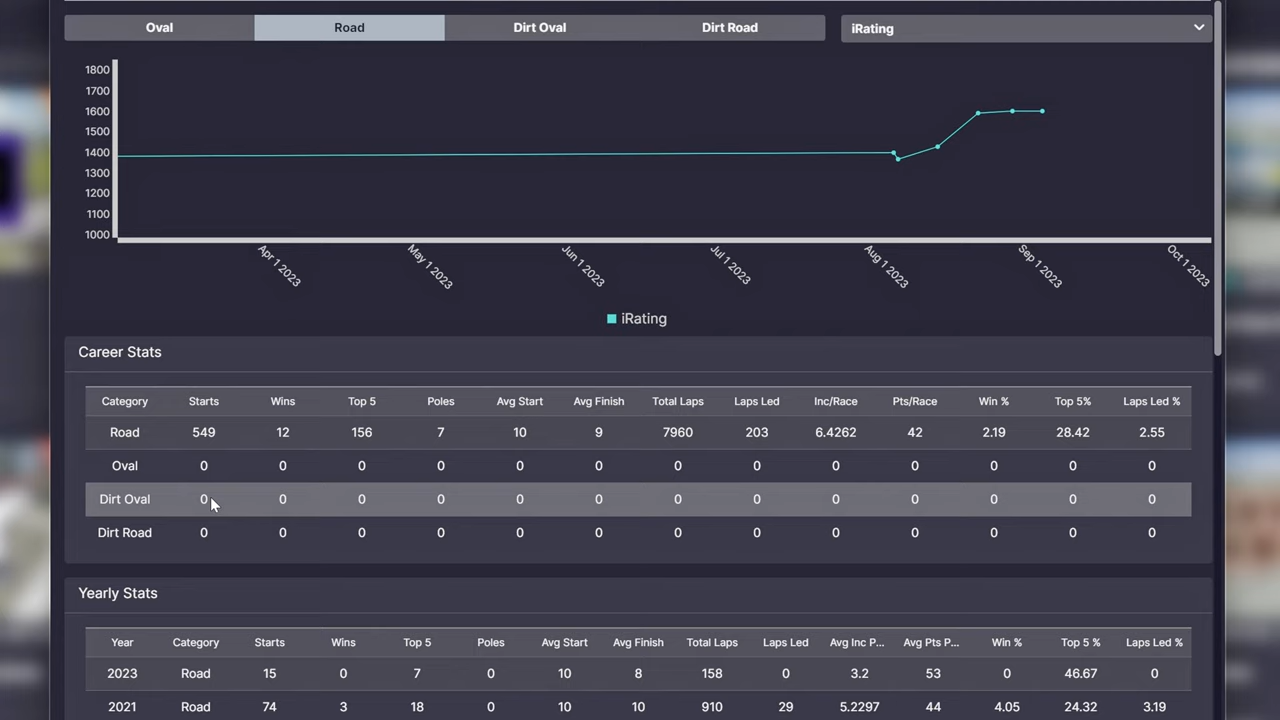 Oval Road Dirt Oval Dirt Road iRating
1800
1700
1600
1500
1400
1300
1200
1100
1000
Apr 1 2023 May 1 2023 Jun 1 2023 Jul 1 2023 Aug 1 2023 Sep 1 2023 Oct 1 2023
iRating
Career Stats
Category Starts Wins Top 5 Poles Avg Start Avg Finish Total Laps Laps Led Inc/Race Pts/Race Win % Top 5% Laps Led %
Road 549 12 156 7 10 9 7960 203 6.4262 42 2.19 28.42 2.55
Oval 0 0 0 0 0 0 0 0 0 0 0 0 0
Dirt Oval 0 0 0 0 0 0 0 0 0 0 0 0 0
Dirt Road 0 0 0 0 0 0 0 0 0 0 0 0 0
Yearly Stats
Year Category Starts Wins Top 5 Poles Avg Start Avg Finish Total Laps Laps Led Avg Inc P... Avg Pts P... Win % Top 5 % Laps Led %
2023 Road 15 0 7 0 10 8 158 0 3.2 53 0 46.67 0
2021 Road 74 3 18 0 10 10 910 29 5.2297 44 4.05 24.32 3.19